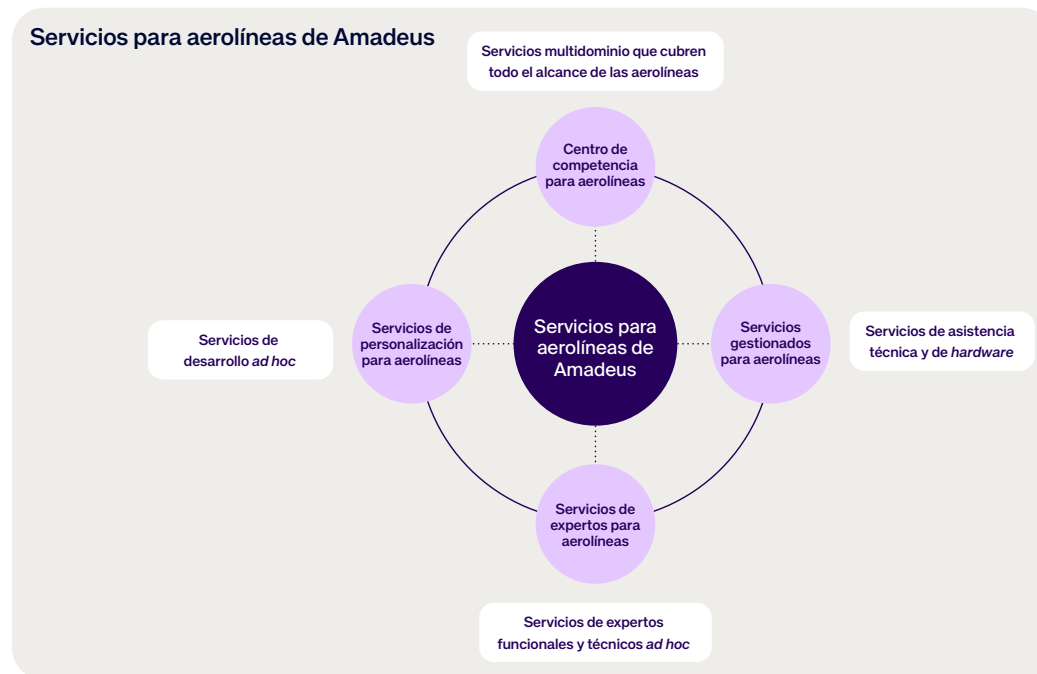 Servicios para aerolíneas de Amadeus
Servicios multidominio que cubren
todo el alcance de las aerolíneas
Centro de
competencia
para aerolíneas
Servicios de
desarrollo ad hoc
Servicios de
personalización
para aerolíneas
Servicios para
aerolíneas de
Amadeus
Servicios
gestionados
para aerolíneas
Servicios de asistencia
técnica y de hardware
Servicios de
expertos para
aerolíneas
Servicios de expertos
funcionales y técnicos ad hoc